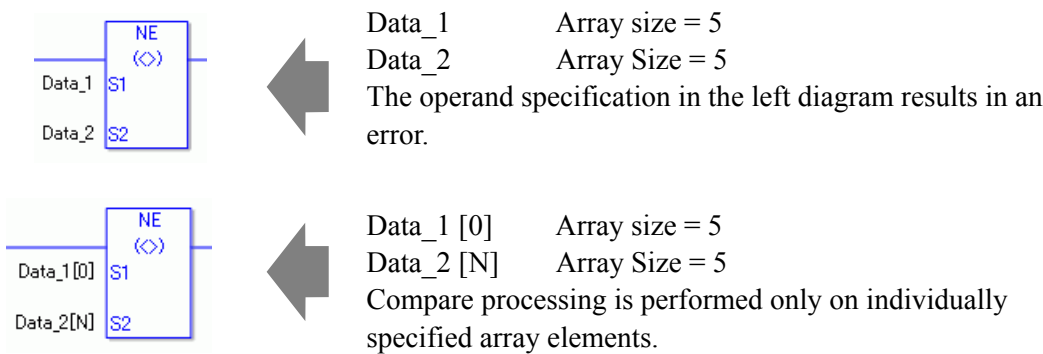 NE
(<>)
Data_1 S1
Data_2 S2
Data_1 Array size = 5
Data_2 Array Size = 5
The operand specification in the left diagram results in an
error.
NE
(<>)
Data_1[0] S1
Data_2[N] S2
Data_1 [0] Array size = 5
Data_2 [N] Array Size = 5
Compare processing is performed only on individually
specified array elements.